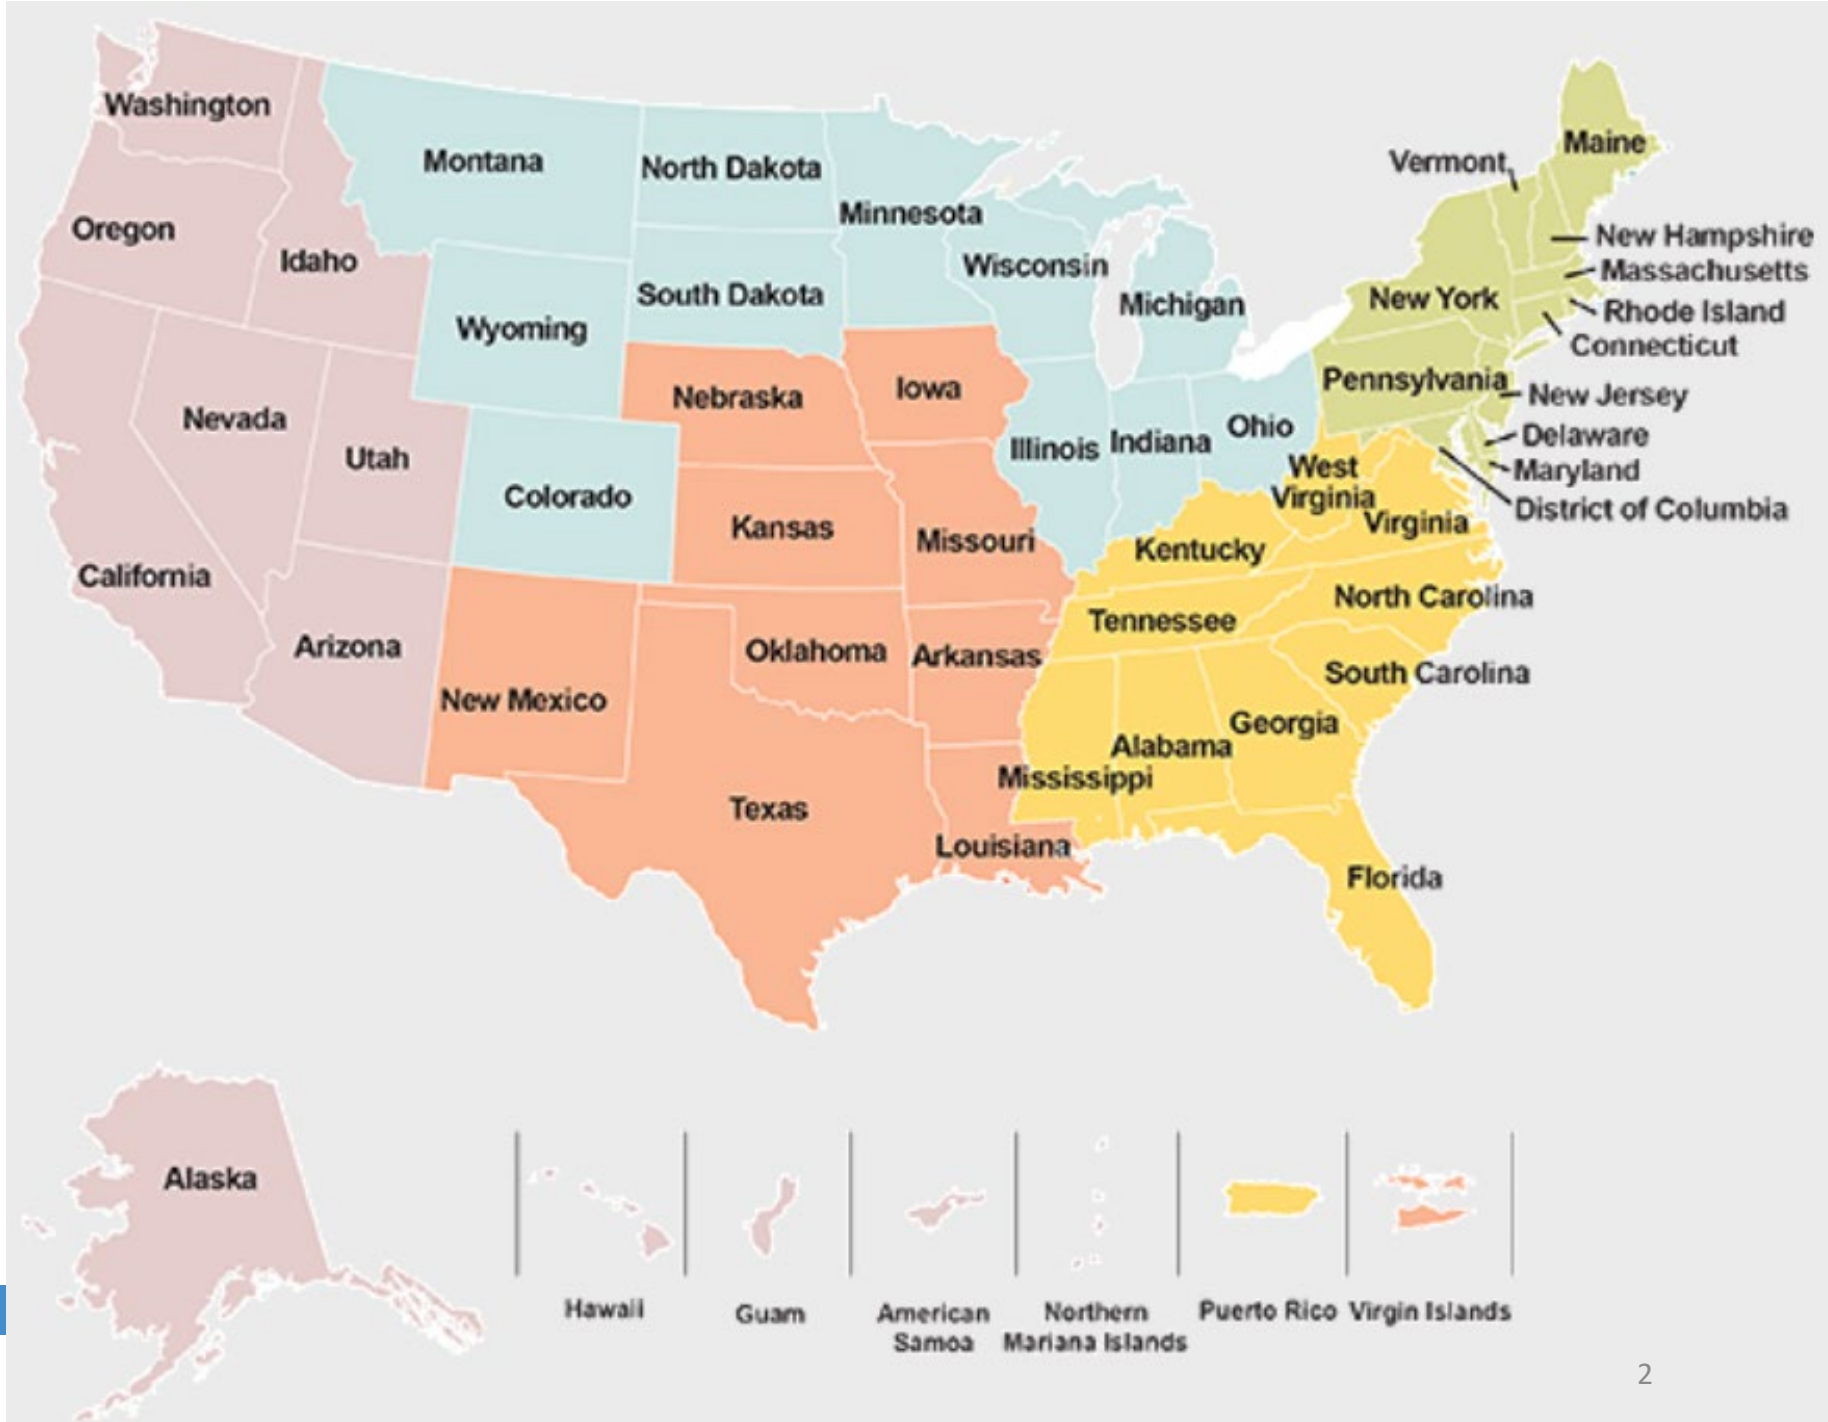 Washington
Montana
North Dakota
Minnesota
Vermont
Maine
Oregon
Idaho
Wisconsin
Michigan
New Hampshire
Massachusetts
Wyoming
South Dakota
New York
Rhode Island
Connecticut
Nevada
Utah
Nebraska
Iowa
Illinois
Indiana
Ohio
Pennsylvania
New Jersey
Delaware
Maryland
District of Columbia
California
Colorado
Kansas
Missouri
West
Virginia
Virginia
Kentucky
North Carolina
Arizona
New Mexico
Oklahoma
Arkansas
Tennessee
South Carolina
Georgia
Alabama
Mississippi
Texas
Louisiana
Florida
Alaska
Hawaii
Guam
American
Samoa
Northern
Mariana Islands
Puerto Rico
Virgin Islands
2